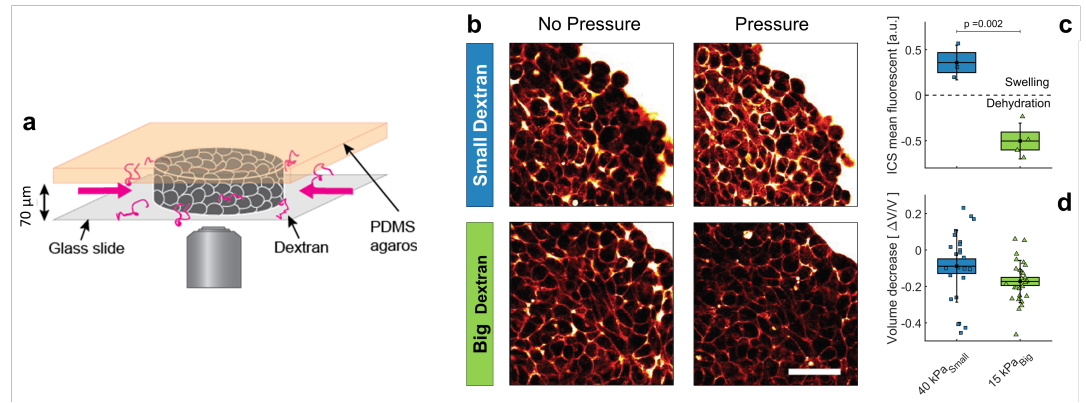 a
70 µm
Glass slide
Dextran
PDMS
agaros
b
No Pressure
Pressure
Small Dextran
Big Dextran
c
p =0.002
ICS mean fluorescent [a.u.]
0.5
0
-0.5
Swelling
Dehydration
d
Volume decrease [ ΔV/V ]
0.2
0
-0.2
-0.4
40 kPaSmall
15 kPaBig